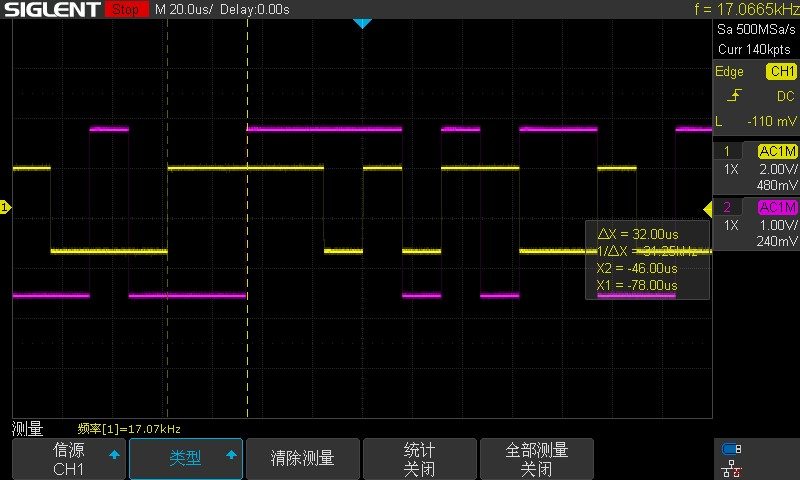 SIGLENT Stop M 20.0us/ Delay:0.00s f = 17.0665kHz
Sa 500MSa/s
Curr 140kpts
Edge CH1
DC
L -110 mV
1 AC1M
1X 2.00V/
480mV
2 AC1M
1X 1.00V/
240mV
1
ΔX = 32.00us
1/ΔX = 31.25kHz
X2 = -46.00us
X1 = -78.00us
测量 频率[1]=17.07kHz
信源
CH1
类型
清除测量
统计
关闭
全部测量
关闭